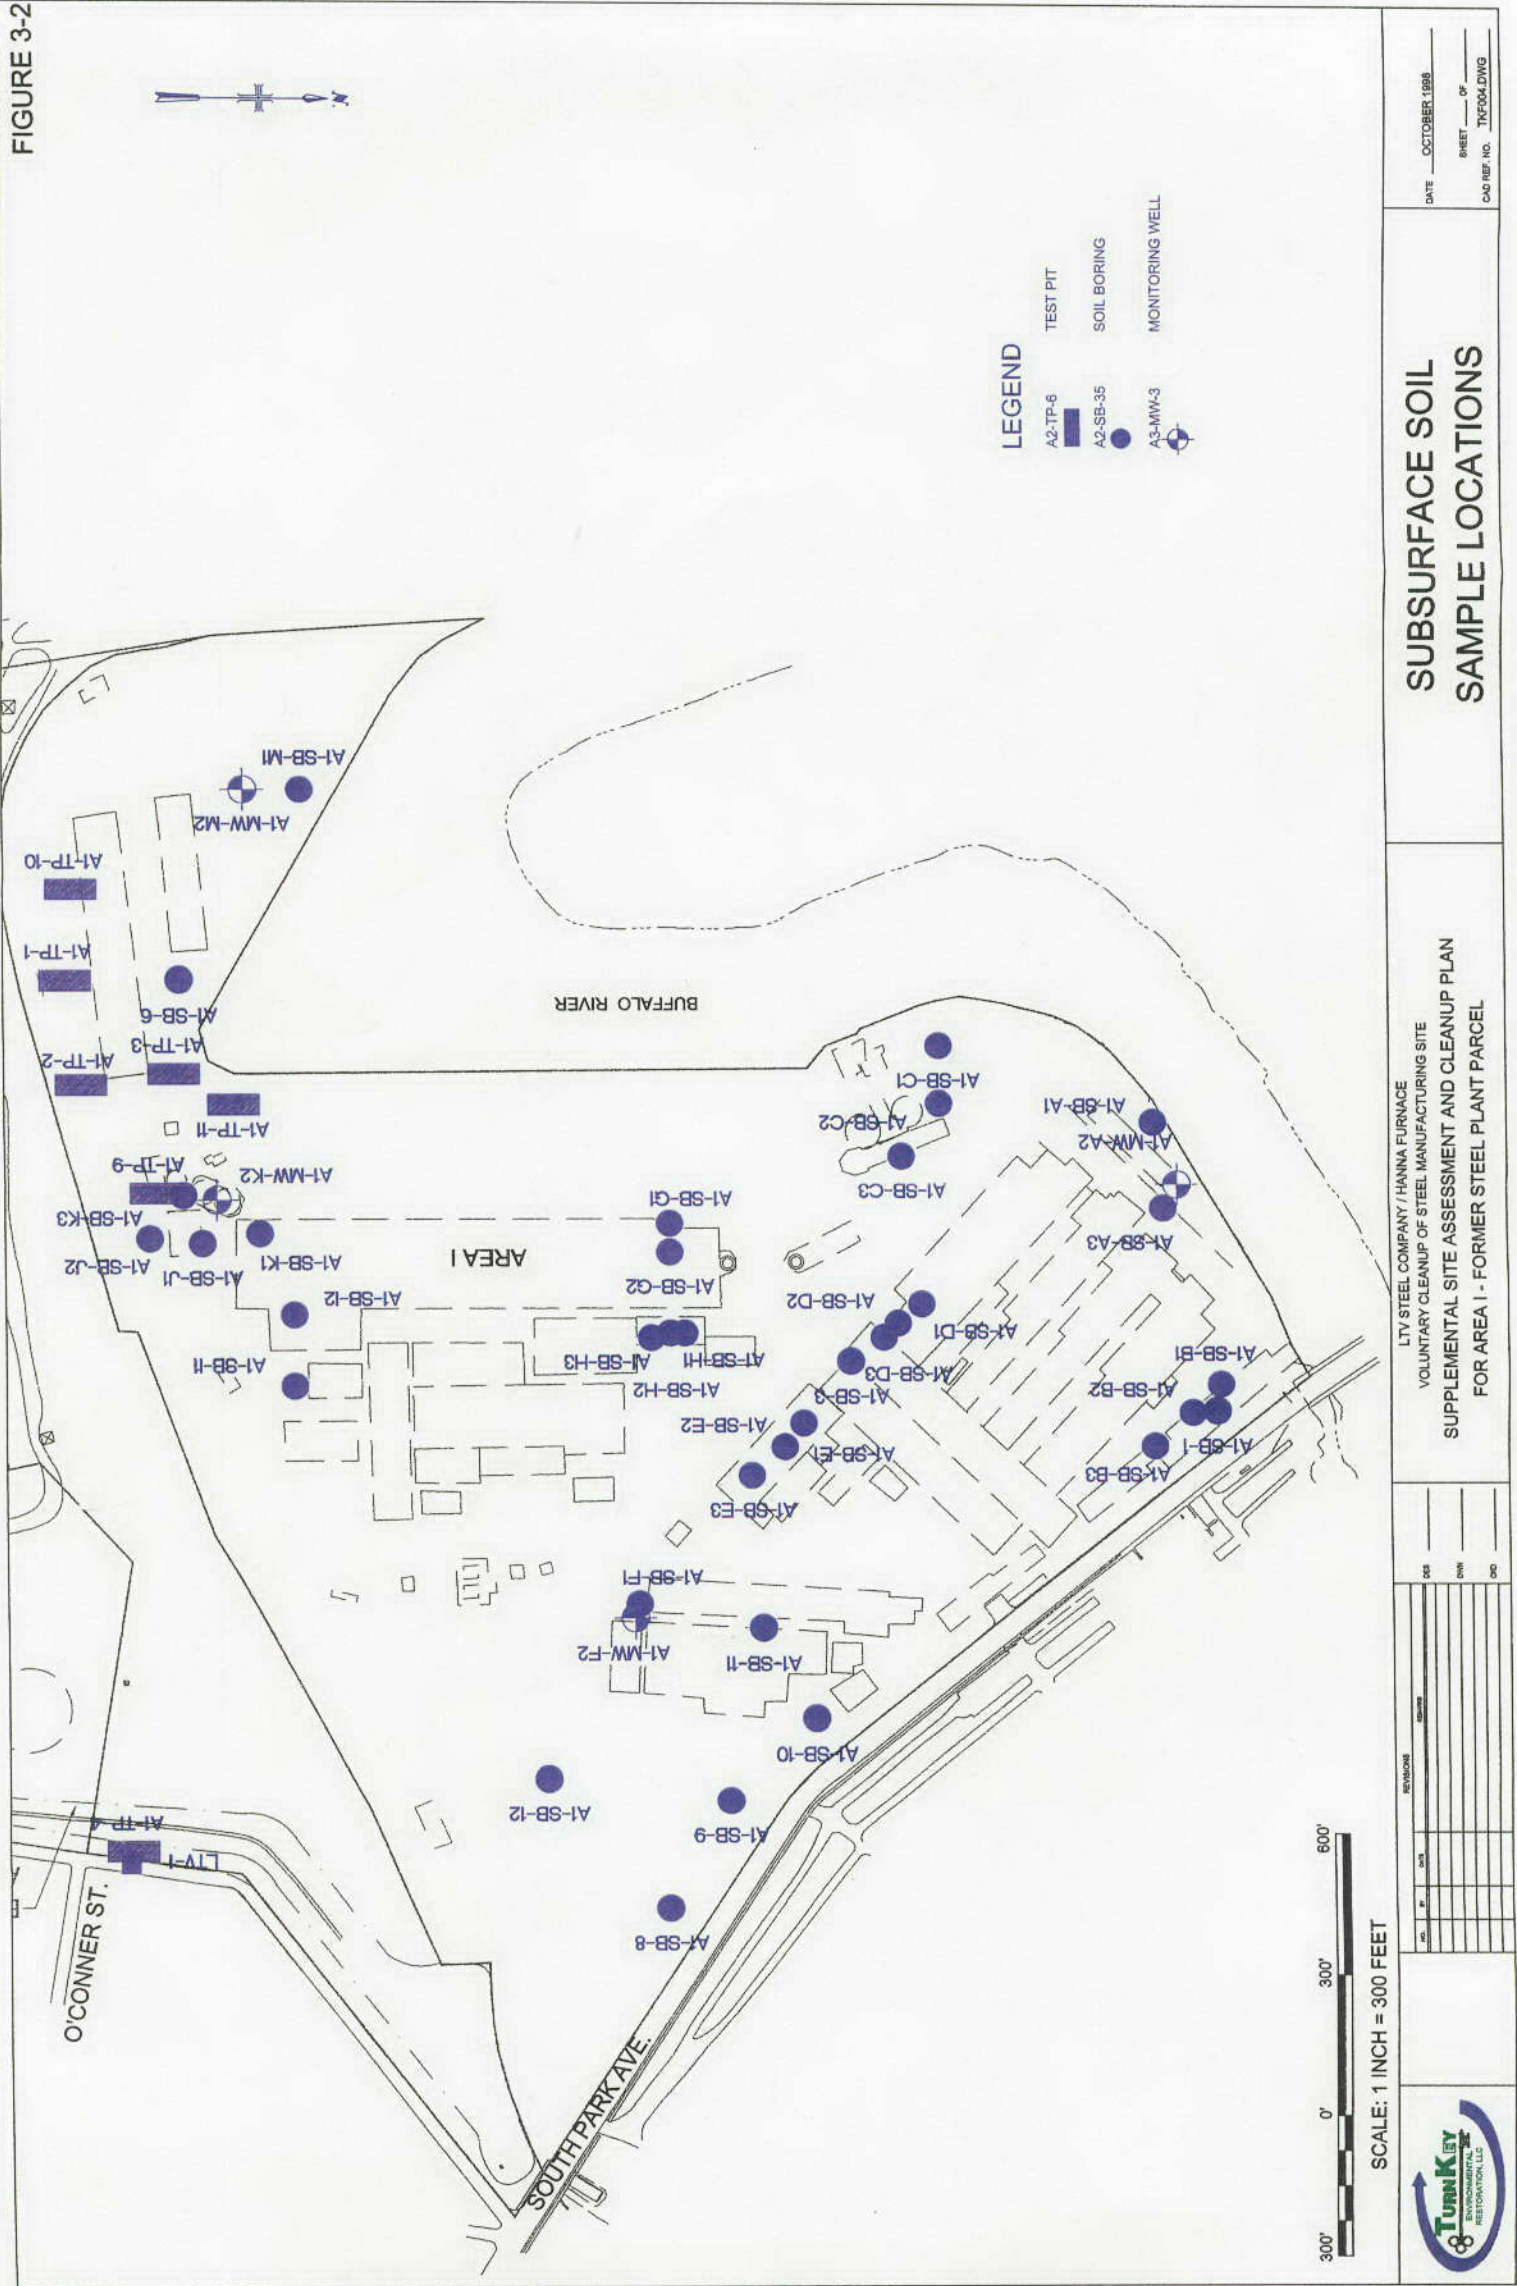 FIGURE 3-2
N
O'CONNER ST.
SOUTH PARK AVE.
BUFFALO RIVER
AREA I
A1-TP-4
LTV-1
A1-TP-10
A1-TP-1
A1-TP-2
A1-TP-3
A1-SB-6
A1-TP-11
A1-TP-9
A1-MW-K2
A1-SB-K3
A1-SB-J2
A1-SB-J1
A1-SB-K1
A1-SB-I2
A1-SB-I1
A1-MW-M2
A1-SB-M1
A1-SB-G1
A1-SB-G2
A1-SB-H3
A1-SB-H1
A1-SB-H2
A1-SB-C1
A1-SB-C2
A1-SB-C3
A1-SB-A1
A1-MW-A2
A1-SB-A3
A1-SB-D2
A1-SB-D1
A1-SB-D3
A1-SB-3
A1-SB-E2
A1-SB-E1
A1-SB-E3
A1-SB-B1
A1-SB-B2
A1-SB-1
A1-SB-B3
A1-SB-F1
A1-MW-F2
A1-SB-11
A1-SB-10
A1-SB-12
A1-SB-9
A1-SB-8
LEGEND
A2-TP-6 TEST PIT
A2-SB-35 SOIL BORING
A3-MW-3 MONITORING WELL
300' 0' 300' 600'
SCALE: 1 INCH = 300 FEET
TURNKEY
ENVIRONMENTAL
RESTORATION, LLC
REVISIONS
NO. BY DATE REMARKS
DES
DWN
CKD
LTV STEEL COMPANY / HANNA FURNACE
VOLUNTARY CLEANUP OF STEEL MANUFACTURING SITE
SUPPLEMENTAL SITE ASSESSMENT AND CLEANUP PLAN
FOR AREA I - FORMER STEEL PLANT PARCEL
SUBSURFACE SOIL
SAMPLE LOCATIONS
DATE OCTOBER 1998
SHEET OF
CAD REF. NO. TKF004.DWG